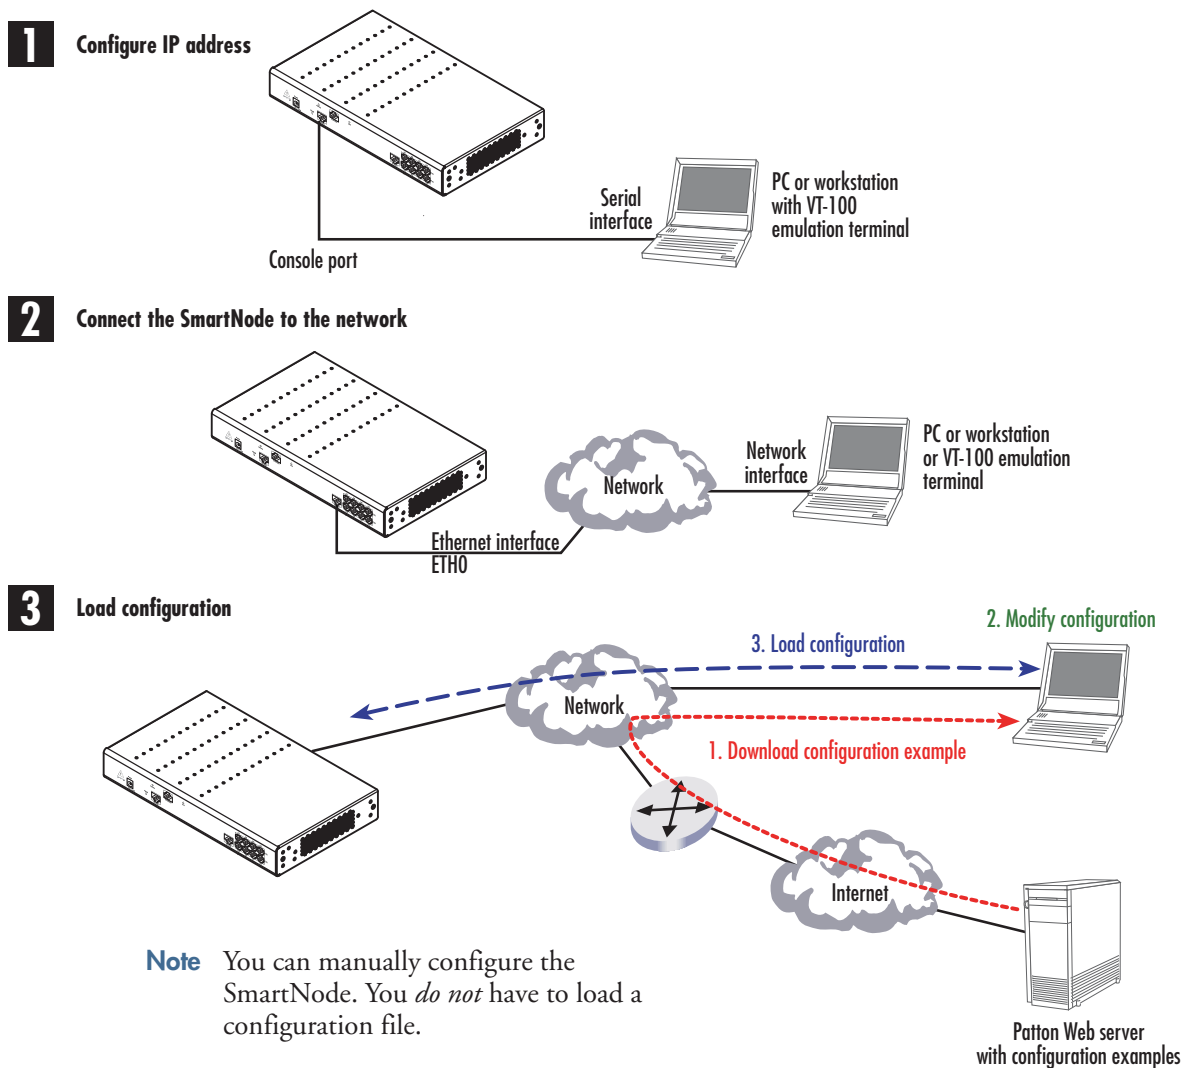 1 Configure IP address
Serial
interface
PC or workstation
with VT-100
emulation terminal
Console port
2 Connect the SmartNode to the network
Network
Network
interface
PC or workstation
or VT-100 emulation
terminal
Ethernet interface
ETH0
3 Load configuration
2. Modify configuration
3. Load configuration
Network
1. Download configuration example
Internet
Note You can manually configure the
SmartNode. You do not have to load a
configuration file.
Patton Web server
with configuration examples